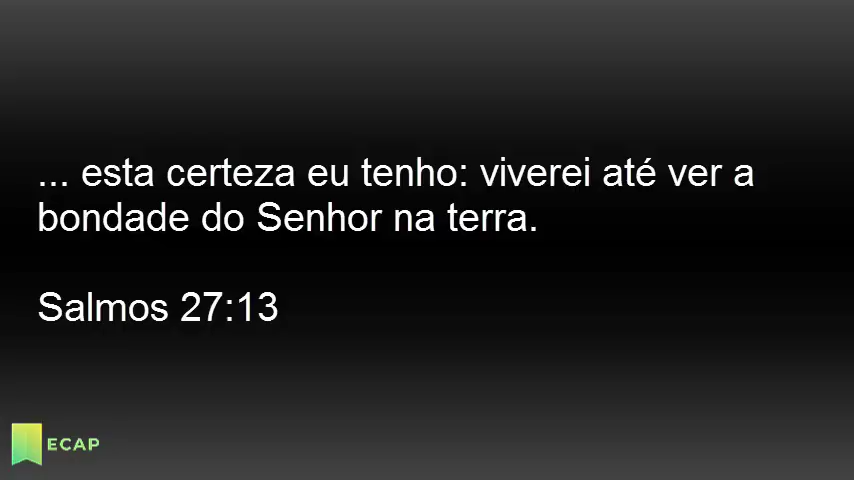 ... esta certeza eu tenho: viverei até ver a
bondade do Senhor na terra.
Salmos 27:13
ECAP